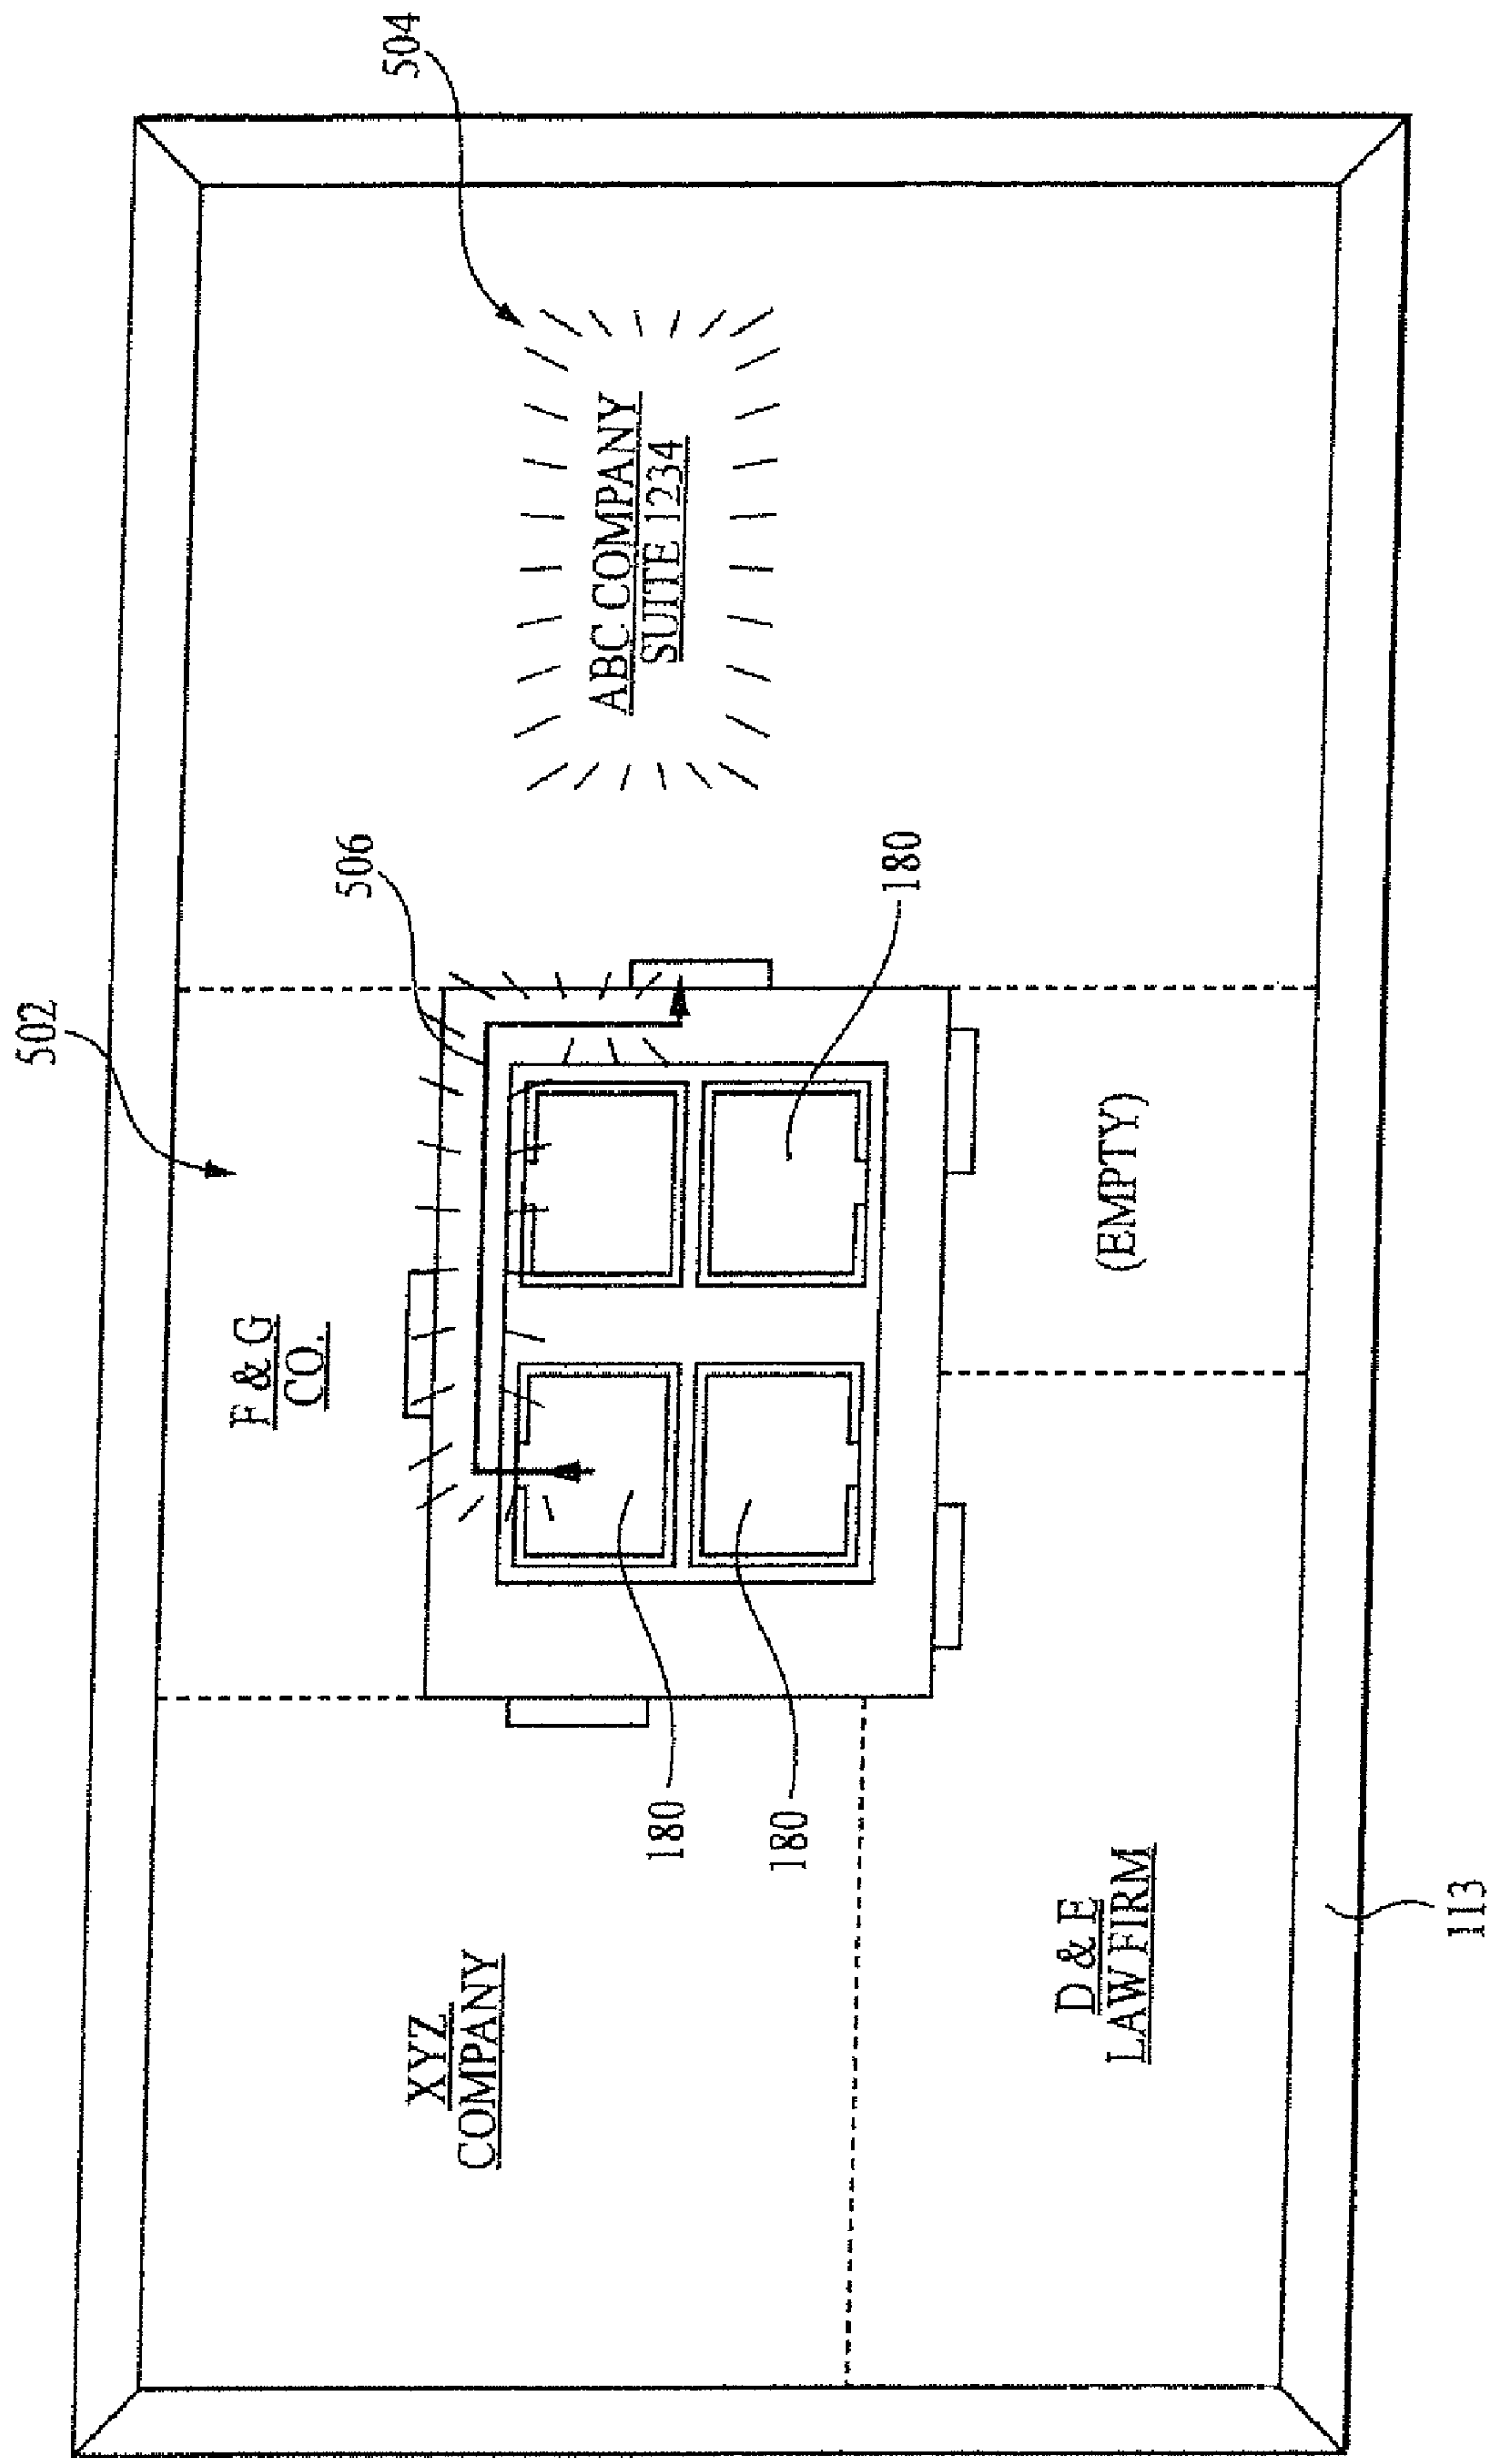 502
504
506
F & G
CO.
ABC COMPANY
SUITE 1234
180
XYZ
COMPANY
180
180
(EMPTY)
D & E
LAW FIRM
113